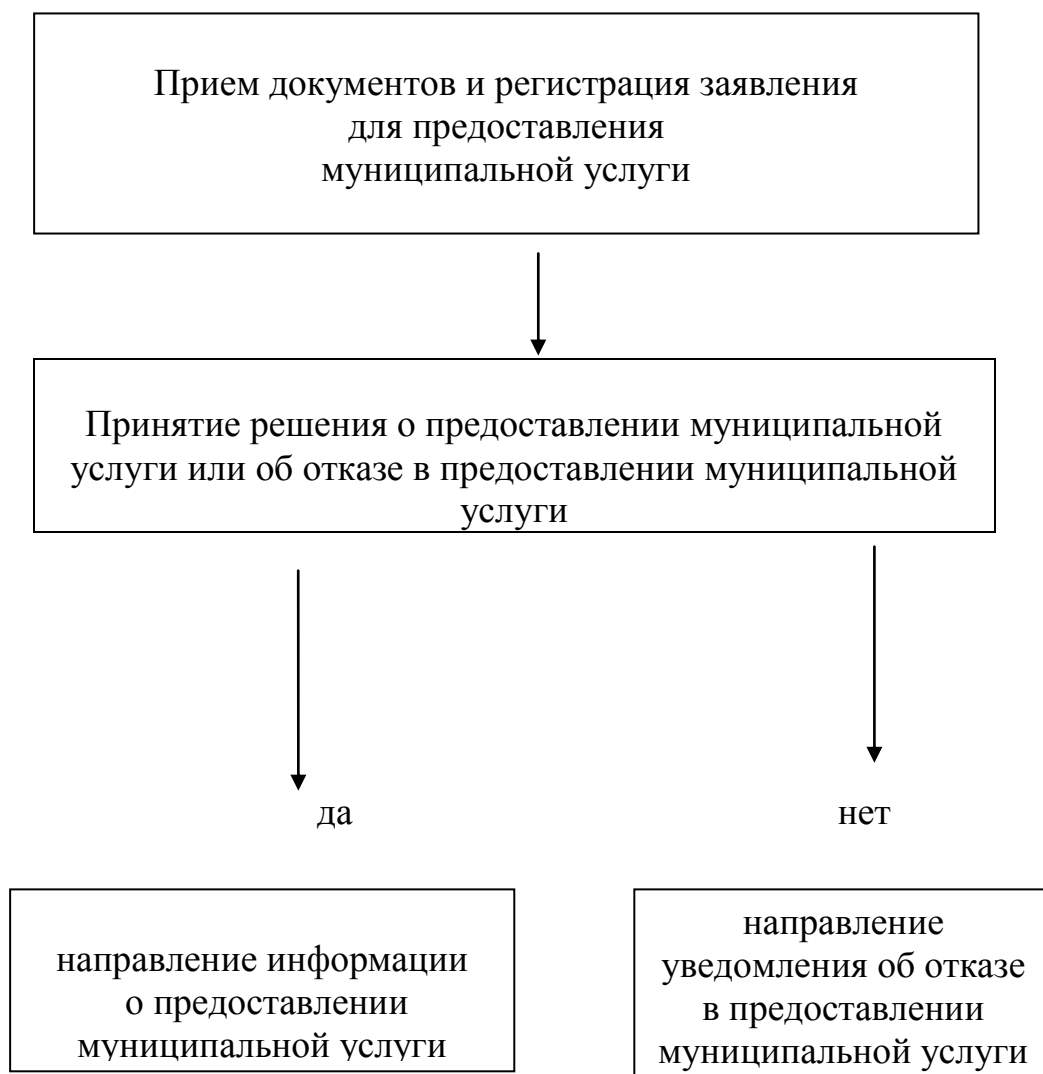 Прием документов и регистрация заявления
для предоставления
муниципальной услуги
Принятие решения о предоставлении муниципальной
услуги или об отказе в предоставлении муниципальной
услуги
да
нет
направление информации
о предоставлении
муниципальной услуги
направление
уведомления об отказе
в предоставлении
муниципальной услуги